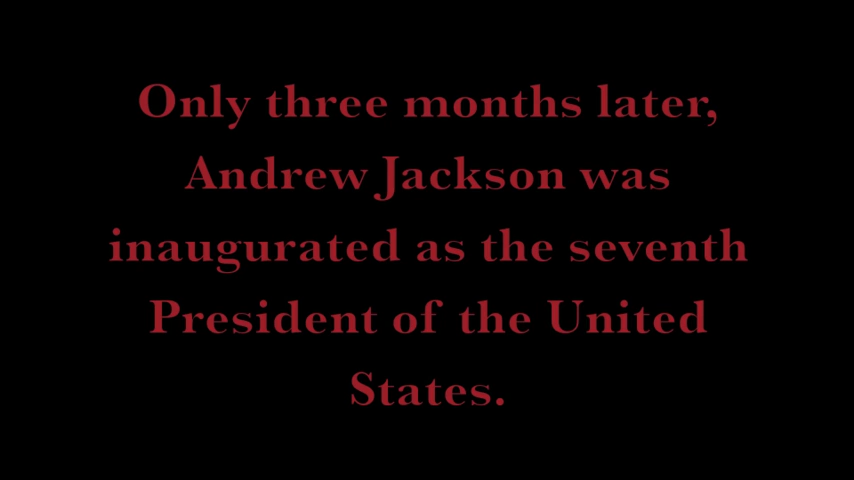 Only three months later,
Andrew Jackson was
inaugurated as the seventh
President of the United
States.